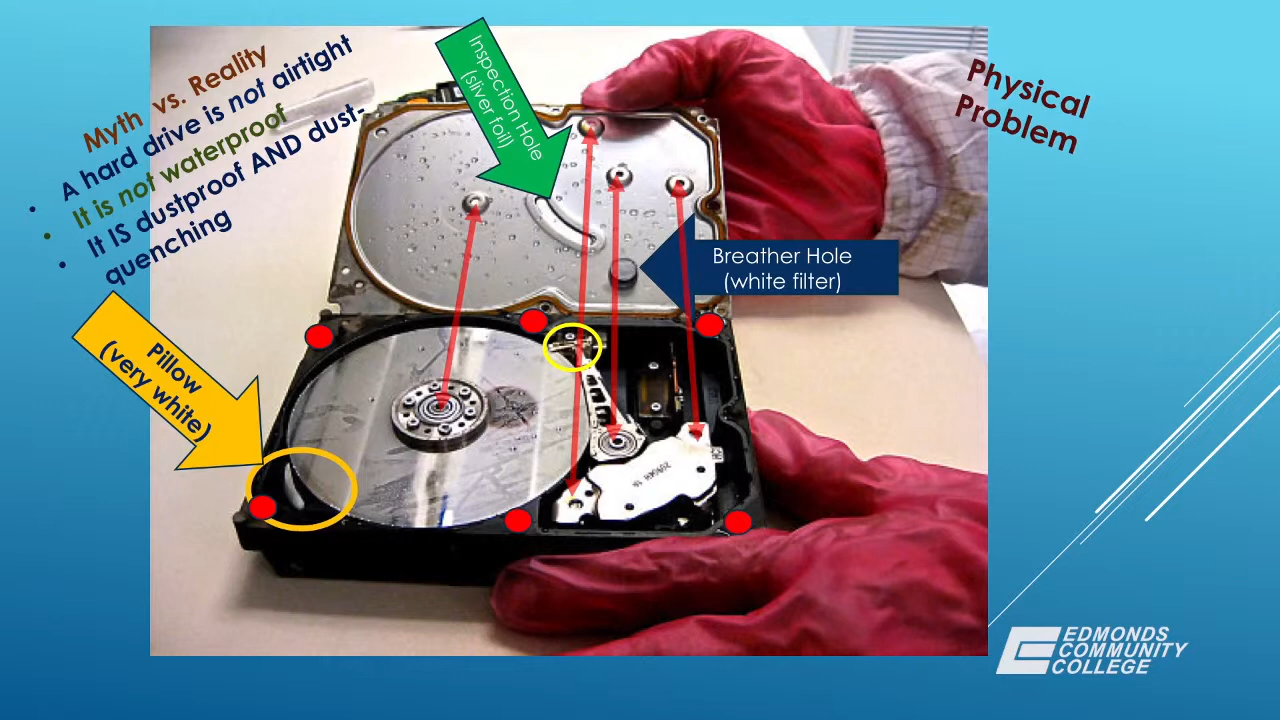 Myth vs. Reality
• A hard drive is not airtight
• It is not waterproof
• It IS dustproof AND dust-
quenching
Inspection Hole
(sliver foil)
Physical
Problem
Breather Hole
(white filter)
Pillow
(very white)
EDMONDS
COMMUNITY
COLLEGE